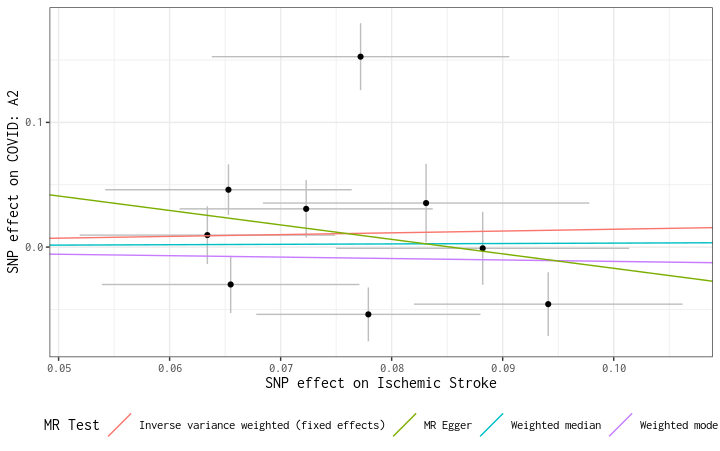 SNP effect on COVID: A2
0.1
0.0
0.05 0.06 0.07 0.08 0.09 0.10
SNP effect on Ischemic Stroke
MR Test Inverse variance weighted (fixed effects) MR Egger Weighted median Weighted mode